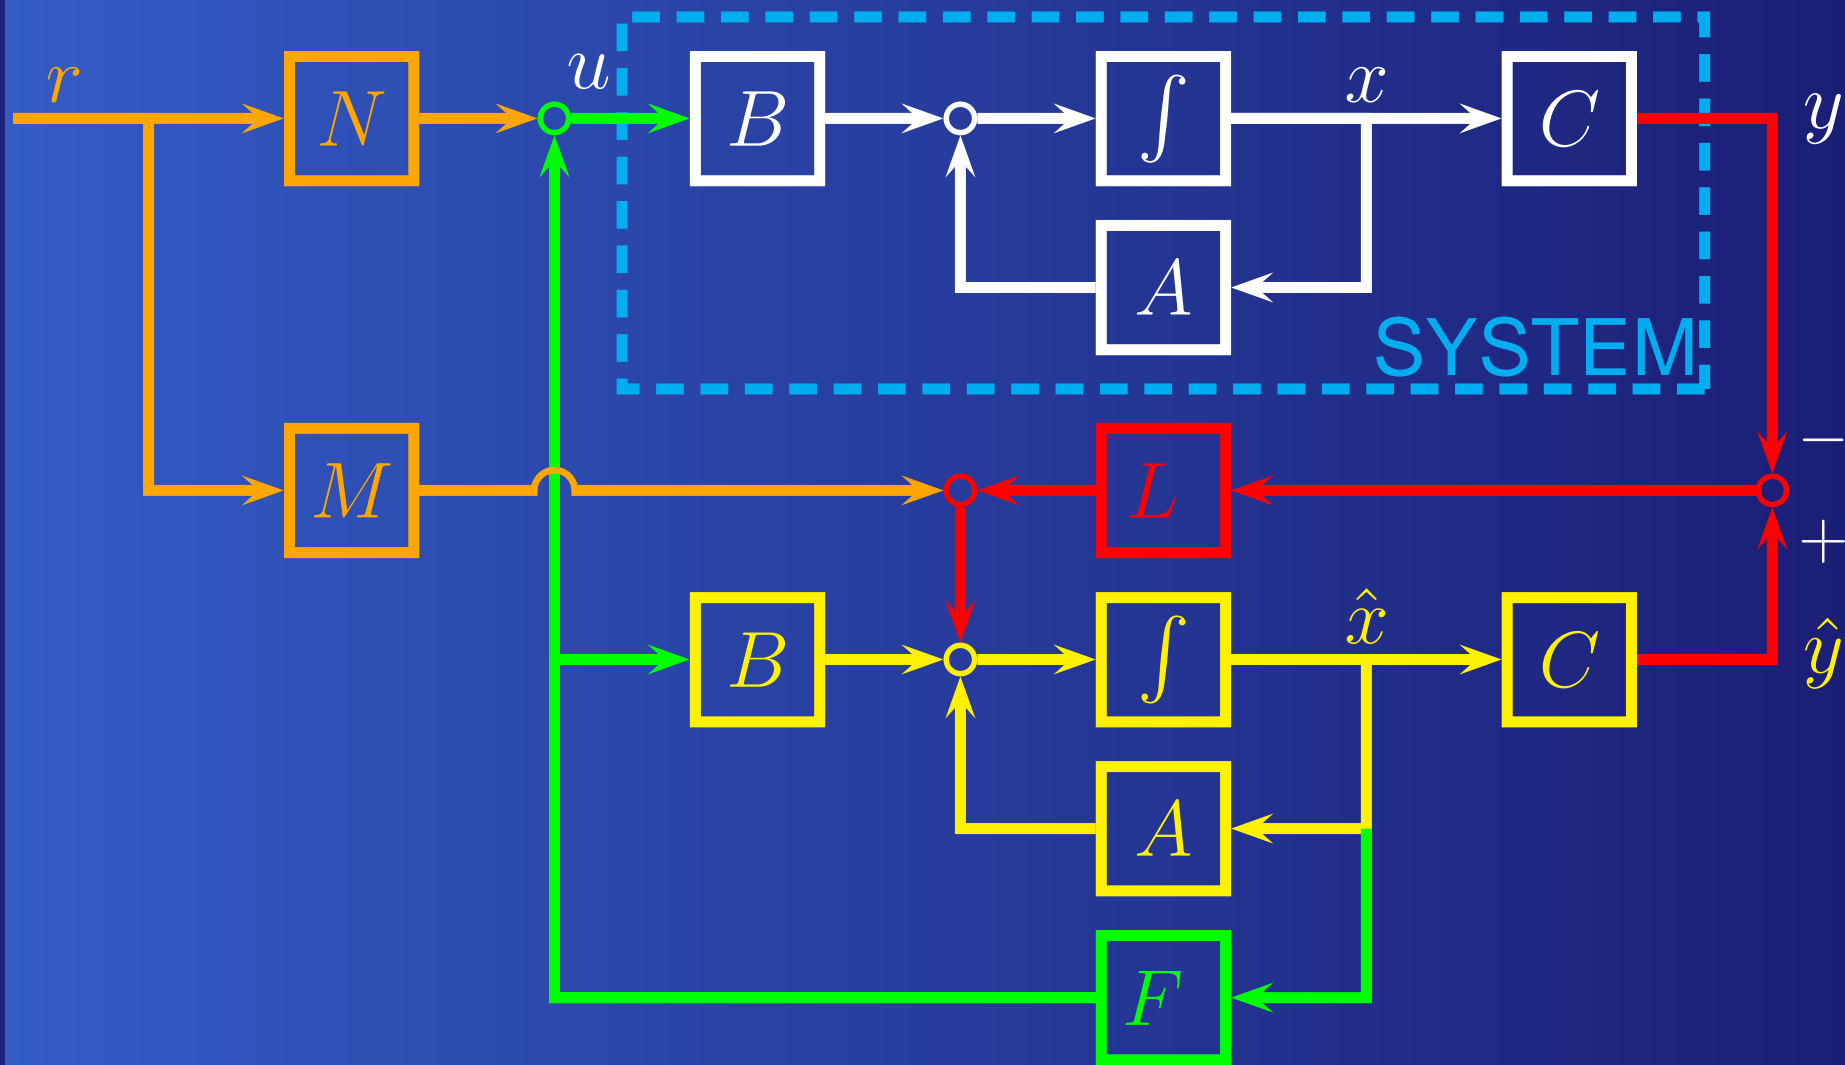 r N u B ∫ x C y
A
SYSTEM
−
M L
+
B ∫ x̂ C ŷ
A
F